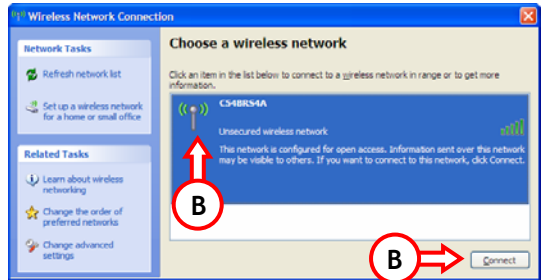 Wireless Network Connection
Network Tasks
Refresh network list
Set up a wireless network
for a home or small office
Related Tasks
Learn about wireless
networking
Change the order of
preferred networks
Change advanced
settings
Choose a wireless network
Click an item in the list below to connect to a wireless network in range or to get more
information.
C54BRS4A
Unsecured wireless network
This network is configured for open access. Information sent over this network
may be visible to others. If you want to connect to this network, click Connect.
B
B
Connect